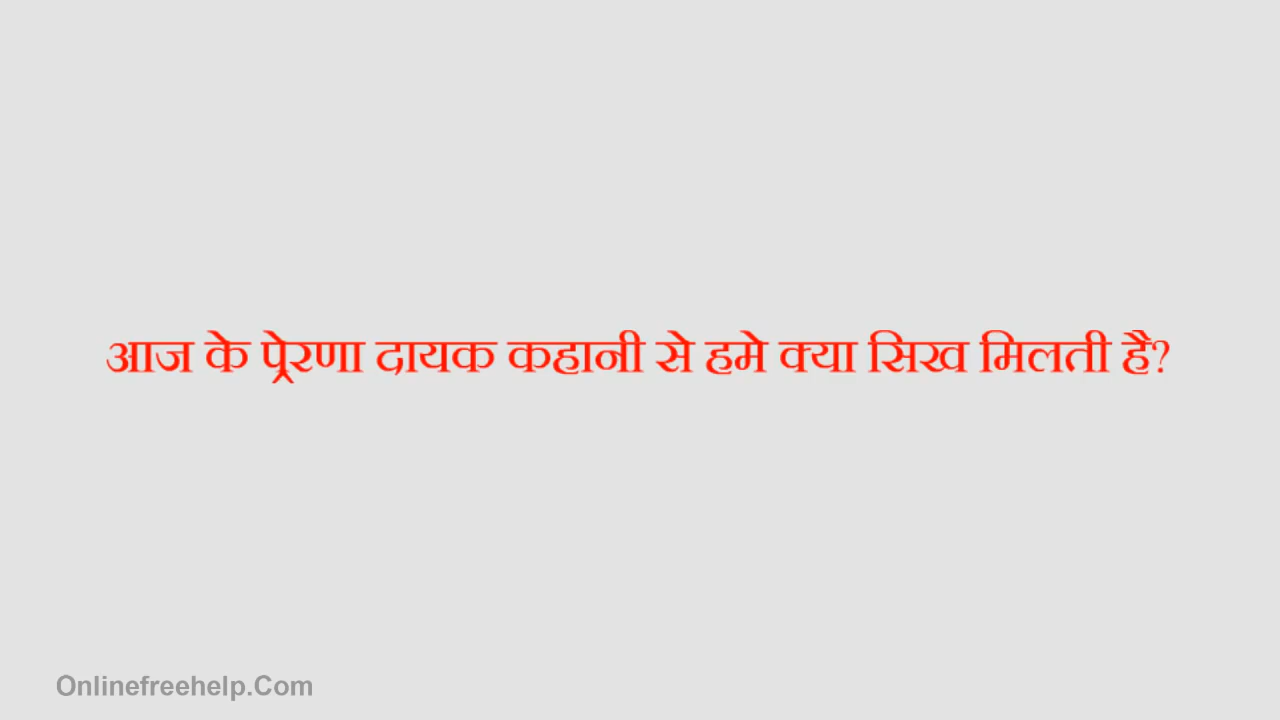 आज के प्रेरणा दायक कहानी से हमे क्या सिख मिलती है?
Onlinefreehelp.Com